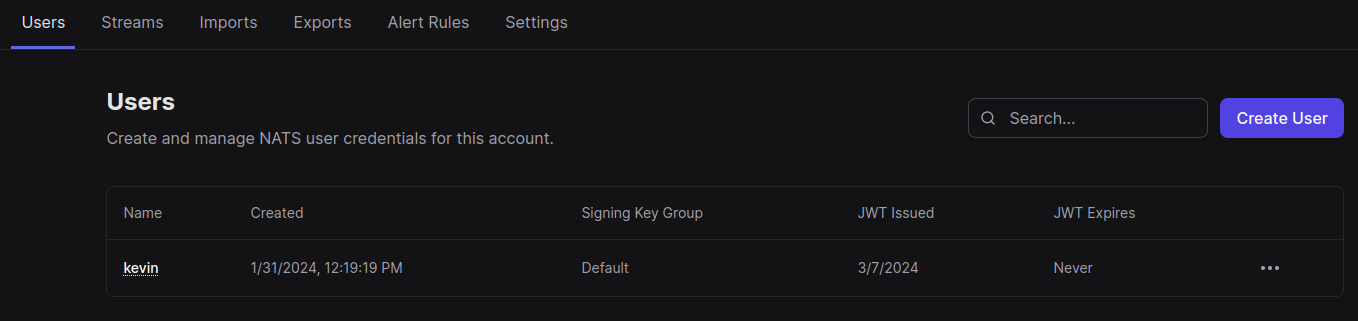 Users Streams Imports Exports Alert Rules Settings
Users
Create and manage NATS user credentials for this account.
Search...
Create User
Name Created Signing Key Group JWT Issued JWT Expires
kevin 1/31/2024, 12:19:19 PM Default 3/7/2024 Never